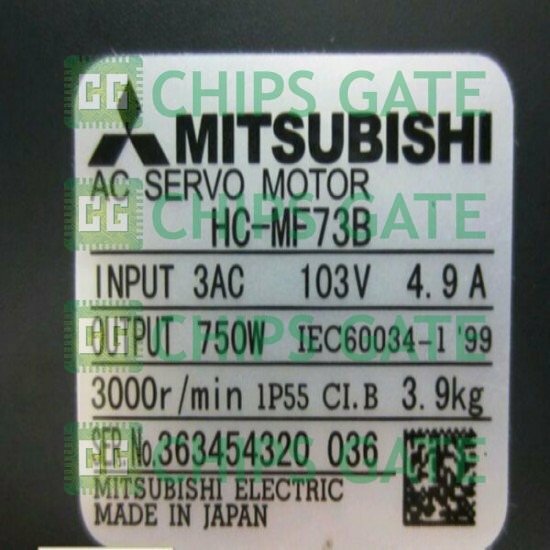 CHIPS GATE
MITSUBISHI
AC SERVO MOTOR
CHIPS GATE
HC-MF73B
INPUT 3AC 103V 4.9A
CHIPS GATE
OUTPUT 750W IEC60034-1 '99
3000r/min IP55 CI.B 3.9kg
CHIPS GATE
SER.No.363454320 036
MITSUBISHI ELECTRIC
MADE IN JAPAN